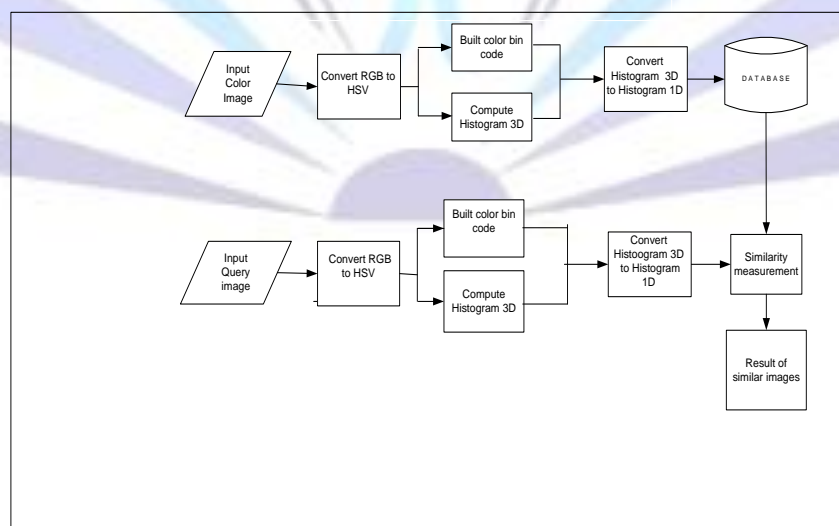 Input
Color
Image
Convert RGB to
HSV
Built color bin
code
Compute
Histogram 3D
Convert
Histogram 3D
to Histogram 1D
DATABASE
Input
Query
image
Convert RGB
to HSV
Built color bin
code
Compute
Histogram 3D
Convert
Histoogram 3D
to Histogram
1D
Similarity
measurement
Result of
similar images